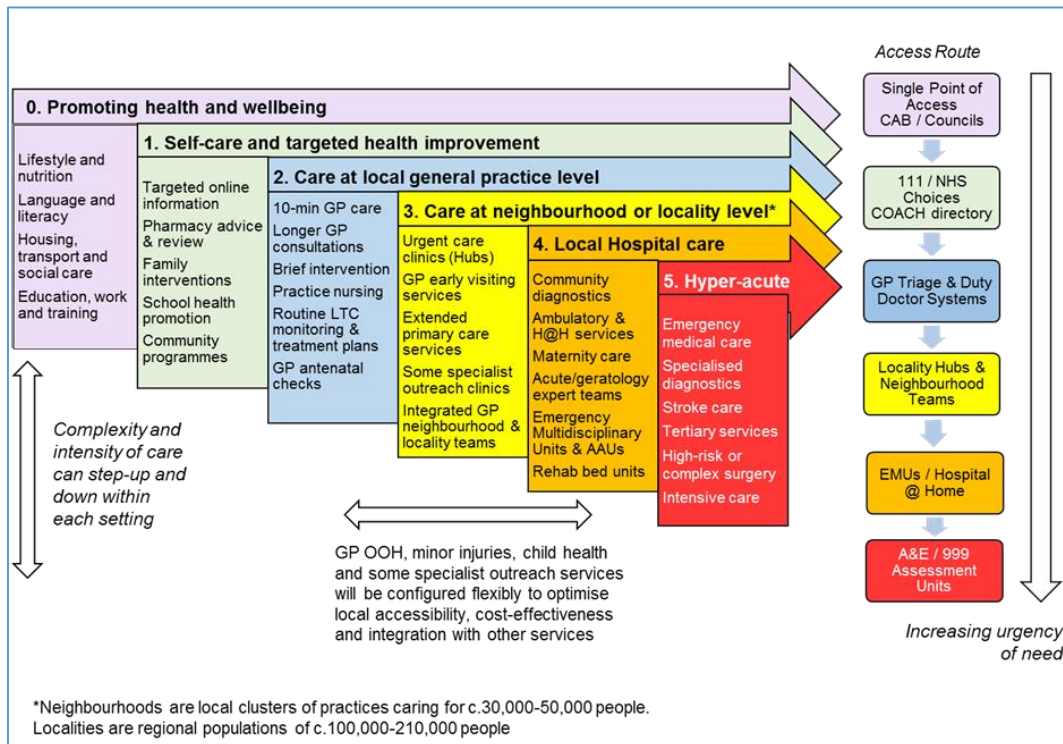 0. Promoting health and wellbeing
Lifestyle and
nutrition
Language and
literacy
Housing,
transport and
social care
Education, work
and training
1. Self-care and targeted health improvement
Targeted online
information
Pharmacy advice
& review
Family
interventions
School health
promotion
Community
programmes
2. Care at local general practice level
10-min GP care
Longer GP
consultations
Brief intervention
Practice nursing
Routine LTC
monitoring &
treatment plans
GP antenatal
checks
3. Care at neighbourhood or locality level*
Urgent care
clinics (Hubs)
GP early visiting
services
Extended
primary care
services
Some specialist
outreach clinics
Integrated GP
neighbourhood &
locality teams
4. Local Hospital care
Community
diagnostics
Ambulatory &
H@H services
Maternity care
Acute/geratology
expert teams
Emergency
Multidisciplinary
Units & AAUs
Rehab bed units
5. Hyper-acute
Emergency
medical care
Specialised
diagnostics
Stroke care
Tertiary services
High-risk or
complex surgery
Intensive care
Access Route
Single Point of
Access
CAB / Councils
111 / NHS
Choices
COACH directory
GP Triage & Duty
Doctor Systems
Locality Hubs &
Neighbourhood
Teams
EMUs / Hospital
@ Home
A&E / 999
Assessment
Units
Increasing urgency
of need
Complexity and
intensity of care
can step-up and
down within
each setting
GP OOH, minor injuries, child health
and some specialist outreach services
will be configured flexibly to optimise
local accessibility, cost-effectiveness
and integration with other services
*Neighbourhoods are local clusters of practices caring for c.30,000-50,000 people.
Localities are regional populations of c.100,000-210,000 people